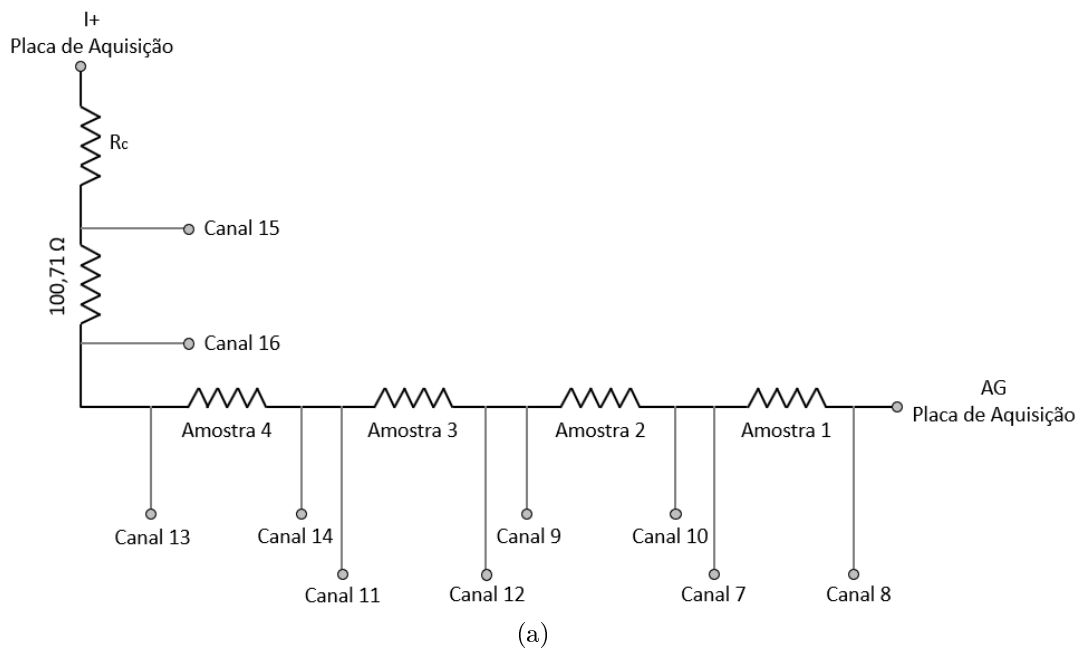 I+
Placa de Aquisição
Rc
Canal 15
100,71 Ω
Canal 16
AG
Placa de Aquisição
Amostra 4
Amostra 3
Amostra 2
Amostra 1
Canal 13
Canal 14
Canal 9
Canal 10
Canal 11
Canal 12
Canal 7
Canal 8
(a)